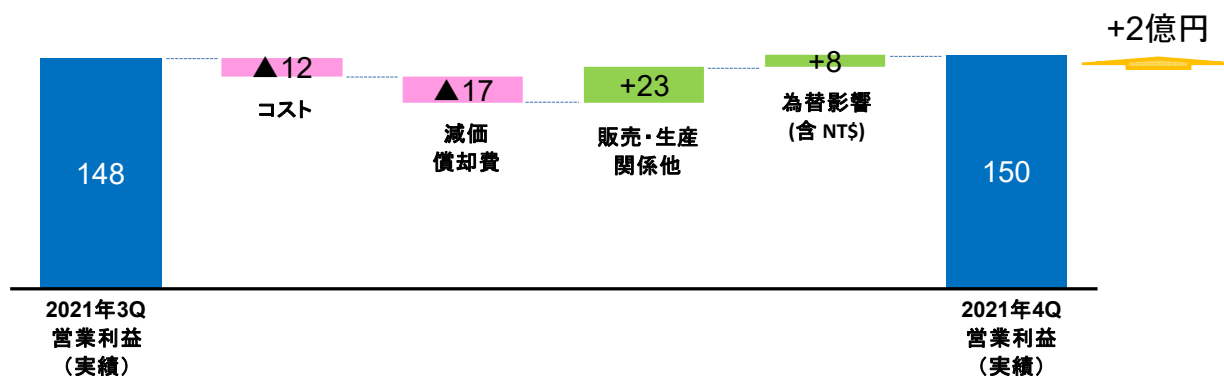 +2億円
▲12
コスト
▲17
減価
償却費
+23
販売・生産
関係他
+8
為替影響
(含 NT$)
148
150
2021年3Q
営業利益
(実績)
2021年4Q
営業利益
(実績)